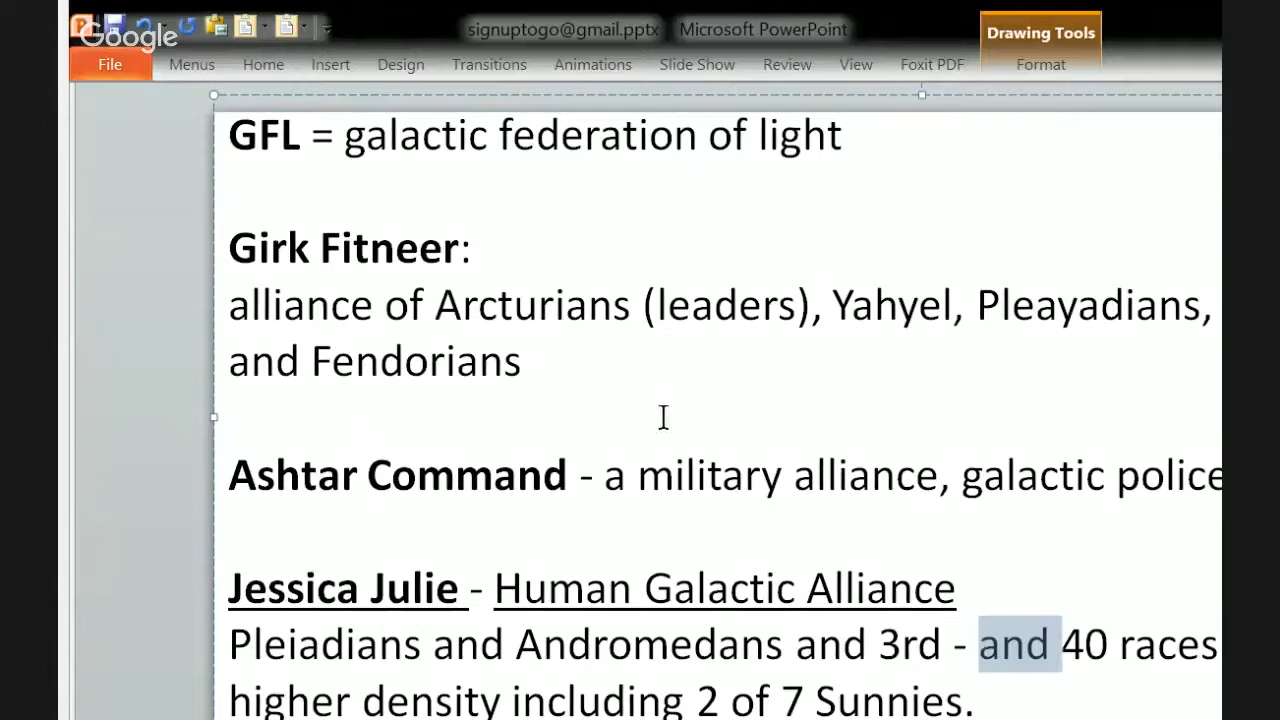 Google
signuptogo@gmail.pptx Microsoft PowerPoint
Drawing Tools
File Menus Home Insert Design Transitions Animations Slide Show Review View Foxit PDF Format
GFL = galactic federation of light
Girk Fitneer:
alliance of Arcturians (leaders), Yahyel, Pleayadians,
and Fendorians
Ashtar Command - a military alliance, galactic police
Jessica Julie - Human Galactic Alliance
Pleiadians and Andromedans and 3rd - and 40 races
higher density including 2 of 7 Sunnies.